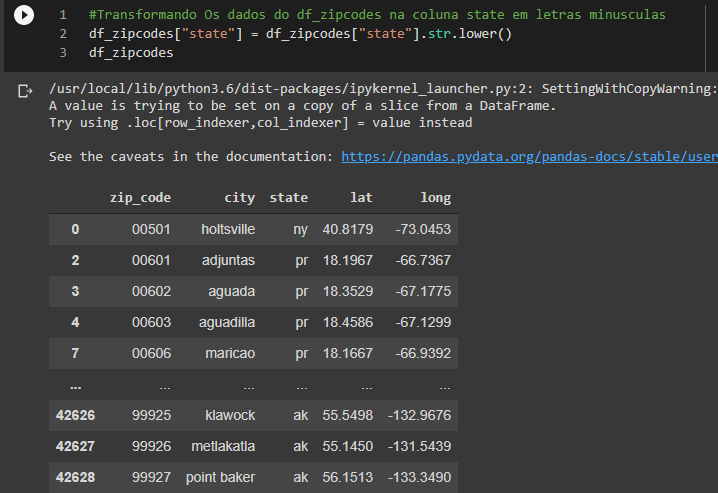 1 #Transformando Os dados do df_zipcodes na coluna state em letras minusculas
2 df_zipcodes["state"] = df_zipcodes["state"].str.lower()
3 df_zipcodes
/usr/local/lib/python3.6/dist-packages/ipykernel_launcher.py:2: SettingWithCopyWarning:
A value is trying to be set on a copy of a slice from a DataFrame.
Try using .loc[row_indexer,col_indexer] = value instead
See the caveats in the documentation: https://pandas.pydata.org/pandas-docs/stable/user
zip_code city state lat long
0 00501 holtsville ny 40.8179 -73.0453
2 00601 adjuntas pr 18.1967 -66.7367
3 00602 aguada pr 18.3529 -67.1775
4 00603 aguadilla pr 18.4586 -67.1299
7 00606 maricao pr 18.1667 -66.9392
... ... ... ... ... ...
42626 99925 klawock ak 55.5498 -132.9676
42627 99926 metlakatla ak 55.1450 -131.5439
42628 99927 point baker ak 56.1513 -133.3490